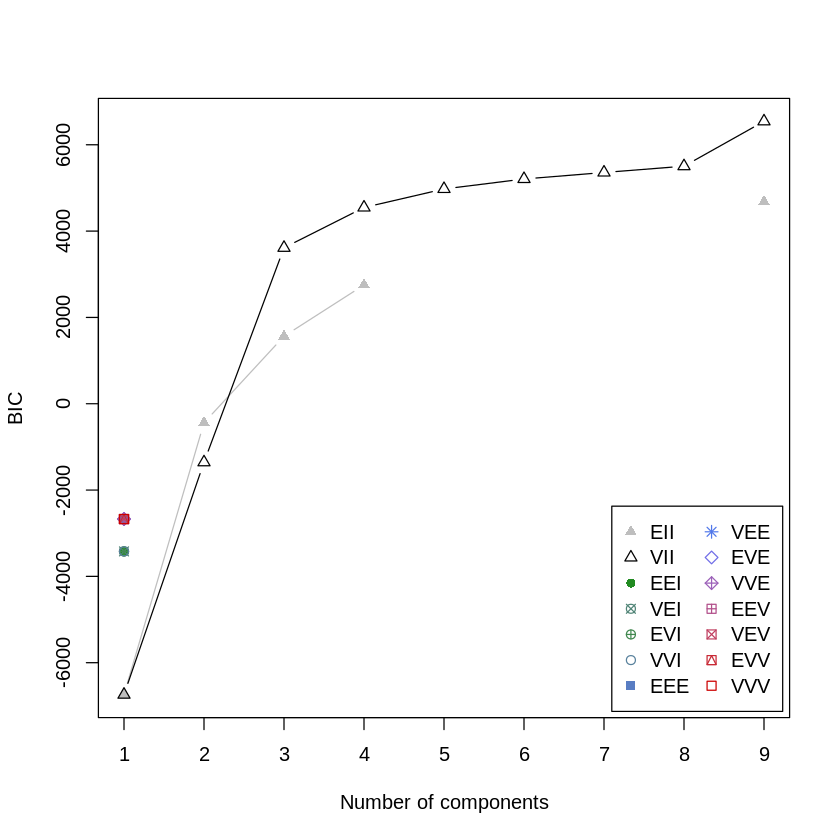 BIC
6000
4000
2000
0
-2000
-4000
-6000
EII VEE
VII EVE
EEI VVE
VEI EEV
EVI VEV
VVI EVV
EEE VVV
1 2 3 4 5 6 7 8 9
Number of components